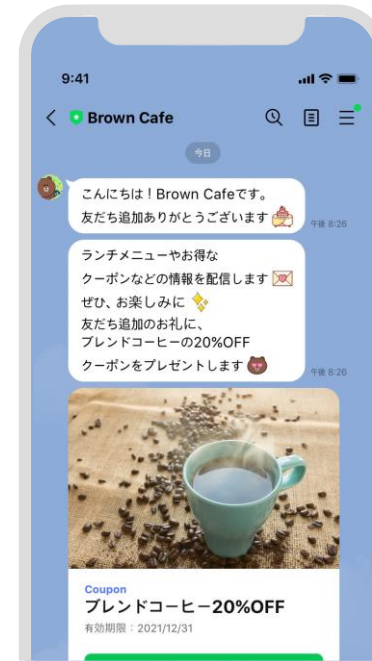 9:41
Brown Cafe
今日
こんにちは！Brown Cafeです。
友だち追加ありがとうございます
午後 8:26
ランチメニューやお得な
クーポンなどの情報を配信します
ぜひ、お楽しみに
友だち追加のお礼に、
ブレンドコーヒーの20%OFF
クーポンをプレゼントします
午後 8:26
Coupon
ブレンドコーヒー20%OFF
有効期限：2021/12/31